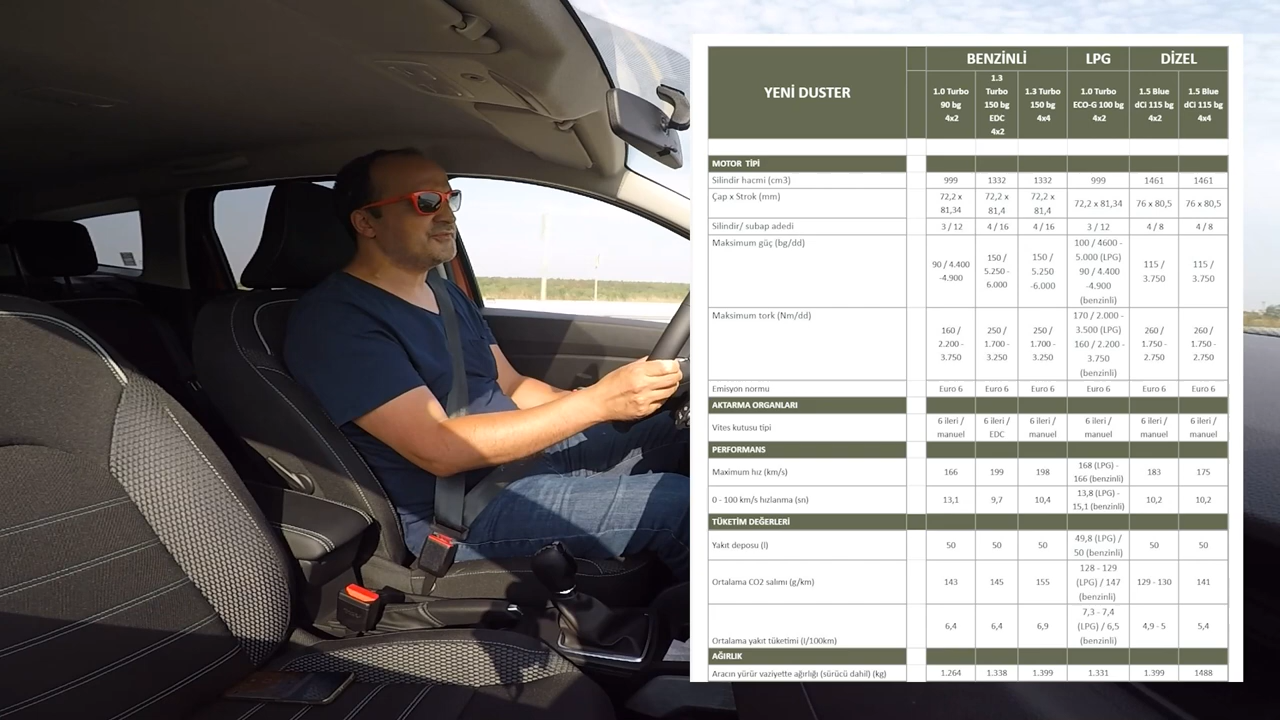 YENİ DUSTER BENZİNLİ LPG DİZEL
1.0 Turbo 90 bg 4x2 1.3 Turbo 150 bg EDC 4x2 1.3 Turbo 150 bg 4x4 1.0 Turbo ECO-G 100 bg 4x2 1.5 Blue dCi 115 bg 4x2 1.5 Blue dCi 115 bg 4x4
MOTOR TİPİ
Silindir hacmi (cm3) 999 1332 1332 999 1461 1461
Çap x Strok (mm) 72,2 x 81,34 72,2 x 81,4 72,2 x 81,4 72,2 x 81,34 76 x 80,5 76 x 80,5
Silindir/ subap adedi 3 / 12 4 / 16 4 / 16 3 / 12 4 / 8 4 / 8
Maksimum güç (bg/dd) 90 / 4.400 -4.900 150 / 5.250 - 6.000 150 / 5.250 -6.000 100 / 4600 - 5.000 (LPG) 90 / 4.400 -4.900 (benzinli) 115 / 3.750 115 / 3.750
Maksimum tork (Nm/dd) 160 / 2.200 - 3.750 250 / 1.700 - 3.250 250 / 1.700 - 3.250 170 / 2.000 - 3.500 (LPG) 160 / 2.200 - 3.750 (benzinli) 260 / 1.750 - 2.750 260 / 1.750 - 2.750
Emisyon normu Euro 6 Euro 6 Euro 6 Euro 6 Euro 6 Euro 6
AKTARMA ORGANLARI
Vites kutusu tipi 6 ileri / manuel 6 ileri / EDC 6 ileri / manuel 6 ileri / manuel 6 ileri / manuel 6 ileri / manuel
PERFORMANS
Maximum hız (km/s) 166 199 198 168 (LPG) - 166 (benzinli) 183 175
0 - 100 km/s hızlanma (sn) 13,1 9,7 10,4 13,8 (LPG) - 15,1 (benzinli) 10,2 10,2
TÜKETİM DEĞERLERİ
Yakıt deposu (l) 50 50 50 49,8 (LPG) / 50 (benzinli) 50 50
Ortalama CO2 salımı (g/km) 143 145 155 128 - 129 (LPG) / 147 (benzinli) 129 - 130 141
Ortalama yakıt tüketimi (l/100km) 6,4 6,4 6,9 7,3 - 7,4 (LPG) / 6,5 (benzinli) 4,9 - 5 5,4
AĞIRLIK
Aracın yürür vaziyette ağırlığı (sürücü dahil) (kg) 1.264 1.338 1.399 1.331 1.399 1488